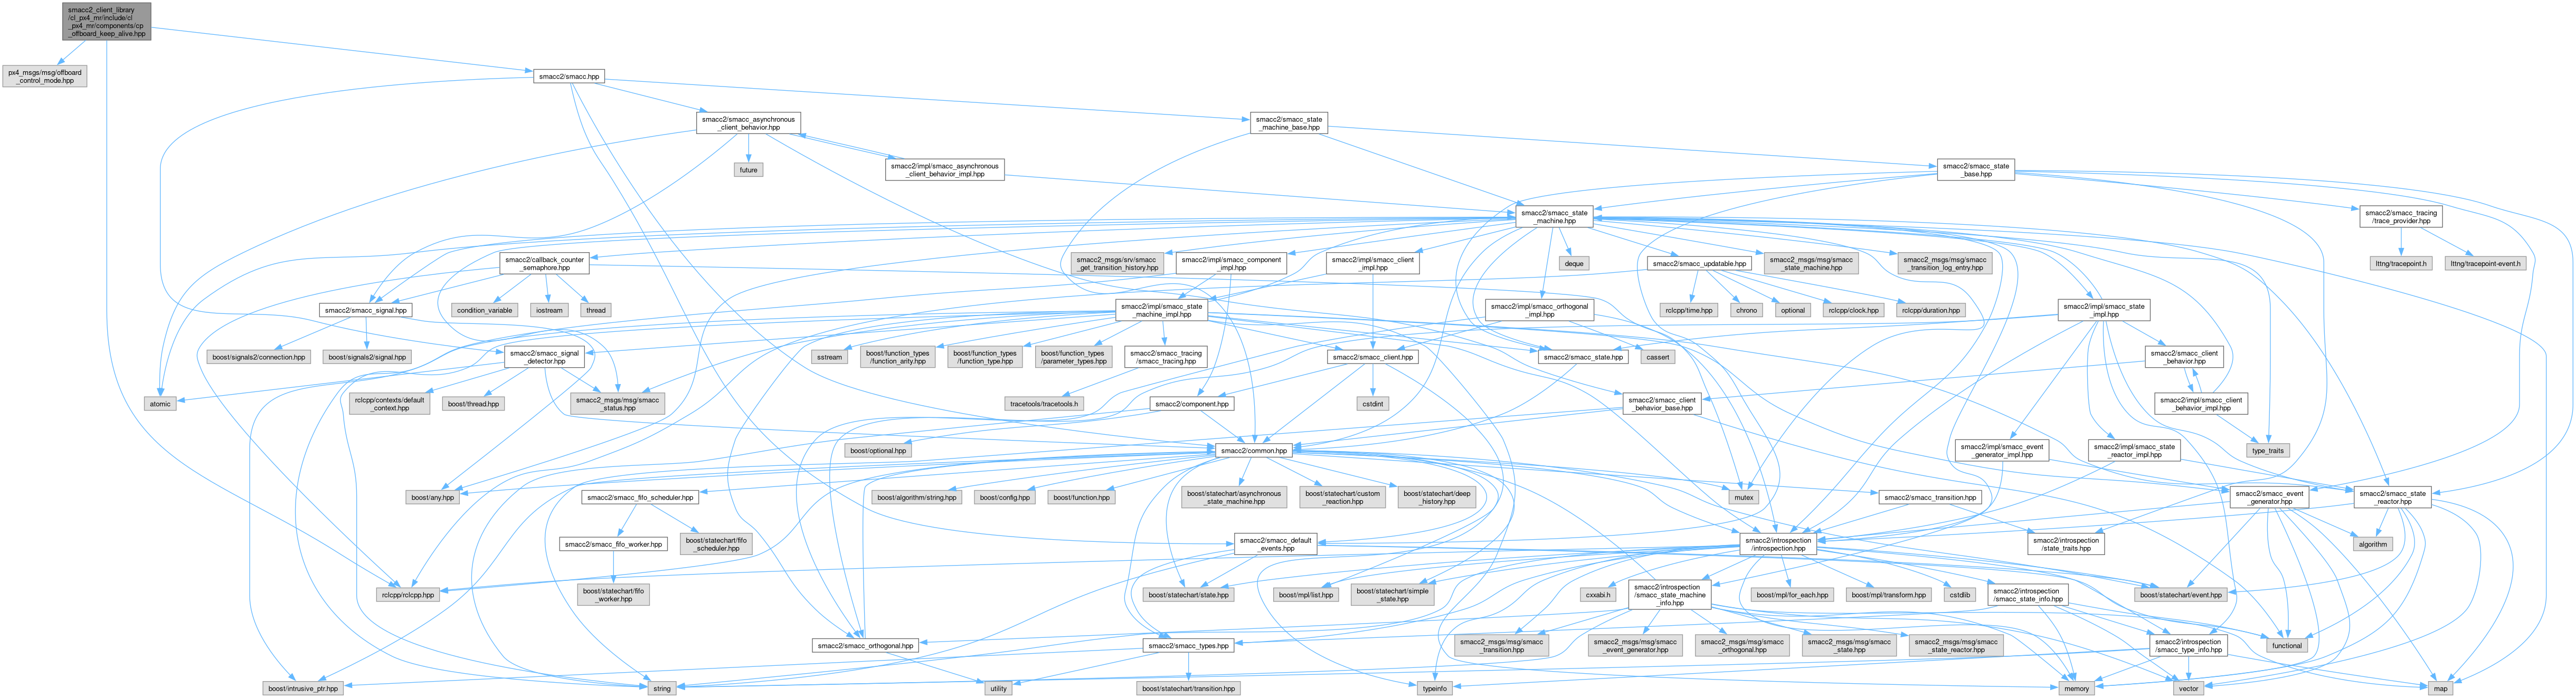 smacc2_client_library
/cl_px4_mr/include/cl
_px4_mr/components/cp
_offboard_keep_alive.hpp
px4_msgs/msg/offboard
_control_mode.hpp
smacc2/smacc.hpp
smacc2/smacc_asynchronous
_client_behavior.hpp
smacc2/smacc_state
_machine_base.hpp
future
smacc2/impl/smacc_asynchronous
_client_behavior_impl.hpp
smacc2/smacc_state
_base.hpp
smacc2/smacc_state
_machine.hpp
smacc2/smacc_tracing
/trace_provider.hpp
smacc2/callback_counter
_semaphore.hpp
smacc2_msgs/srv/smacc
_get_transition_history.hpp
smacc2/impl/smacc_component
_impl.hpp
smacc2/impl/smacc_client
_impl.hpp
deque
smacc2/smacc_updatable.hpp
smacc2_msgs/msg/smacc
_state_machine.hpp
smacc2_msgs/msg/smacc
_transition_log_entry.hpp
lttng/tracepoint.h
lttng/tracepoint-event.h
smacc2/smacc_signal.hpp
condition_variable
iostream
thread
smacc2/impl/smacc_state
_machine_impl.hpp
smacc2/impl/smacc_orthogonal
_impl.hpp
rclcpp/time.hpp
chrono
optional
rclcpp/clock.hpp
rclcpp/duration.hpp
smacc2/impl/smacc_state
_impl.hpp
boost/signals2/connection.hpp
boost/signals2/signal.hpp
smacc2/smacc_signal
_detector.hpp
sstream
boost/function_types
/function_arity.hpp
boost/function_types
/function_type.hpp
boost/function_types
/parameter_types.hpp
smacc2/smacc_tracing
/smacc_tracing.hpp
smacc2/smacc_client.hpp
cassert
smacc2/smacc_state.hpp
smacc2/smacc_client
_behavior.hpp
atomic
rclcpp/contexts/default
_context.hpp
boost/thread.hpp
smacc2_msgs/msg/smacc
_status.hpp
tracetools/tracetools.h
smacc2/component.hpp
cstdint
smacc2/smacc_client
_behavior_base.hpp
smacc2/impl/smacc_client
_behavior_impl.hpp
boost/optional.hpp
smacc2/common.hpp
smacc2/impl/smacc_event
_generator_impl.hpp
smacc2/impl/smacc_state
_reactor_impl.hpp
type_traits
boost/any.hpp
smacc2/smacc_fifo_scheduler.hpp
boost/algorithm/string.hpp
boost/config.hpp
boost/function.hpp
boost/statechart/asynchronous
_state_machine.hpp
boost/statechart/custom
_reaction.hpp
boost/statechart/deep
_history.hpp
mutex
smacc2/smacc_transition.hpp
smacc2/smacc_event
_generator.hpp
smacc2/smacc_state
_reactor.hpp
smacc2/smacc_fifo_worker.hpp
boost/statechart/fifo
_scheduler.hpp
smacc2/smacc_default
_events.hpp
smacc2/introspection
/introspection.hpp
smacc2/introspection
/state_traits.hpp
algorithm
rclcpp/rclcpp.hpp
boost/statechart/fifo
_worker.hpp
boost/statechart/state.hpp
boost/mpl/list.hpp
boost/statechart/simple
_state.hpp
cxxabi.h
smacc2/introspection
/smacc_state_machine
_info.hpp
boost/mpl/for_each.hpp
boost/mpl/transform.hpp
cstdlib
smacc2/introspection
/smacc_state_info.hpp
boost/statechart/event.hpp
smacc2/smacc_orthogonal.hpp
smacc2/smacc_types.hpp
smacc2_msgs/msg/smacc
_transition.hpp
smacc2_msgs/msg/smacc
_event_generator.hpp
smacc2_msgs/msg/smacc
_orthogonal.hpp
smacc2_msgs/msg/smacc
_state.hpp
smacc2_msgs/msg/smacc
_state_reactor.hpp
smacc2/introspection
/smacc_type_info.hpp
functional
boost/intrusive_ptr.hpp
string
utility
boost/statechart/transition.hpp
typeinfo
memory
vector
map